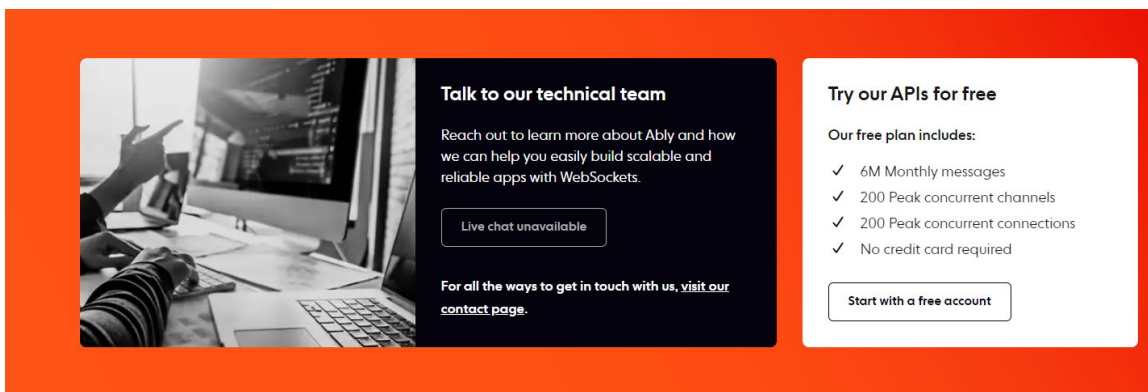 Talk to our technical team
Reach out to learn more about Ably and how
we can help you easily build scalable and
reliable apps with WebSockets.
Live chat unavailable
For all the ways to get in touch with us, visit our
contact page.
Try our APIs for free
Our free plan includes:
✓ 6M Monthly messages
✓ 200 Peak concurrent channels
✓ 200 Peak concurrent connections
✓ No credit card required
Start with a free account